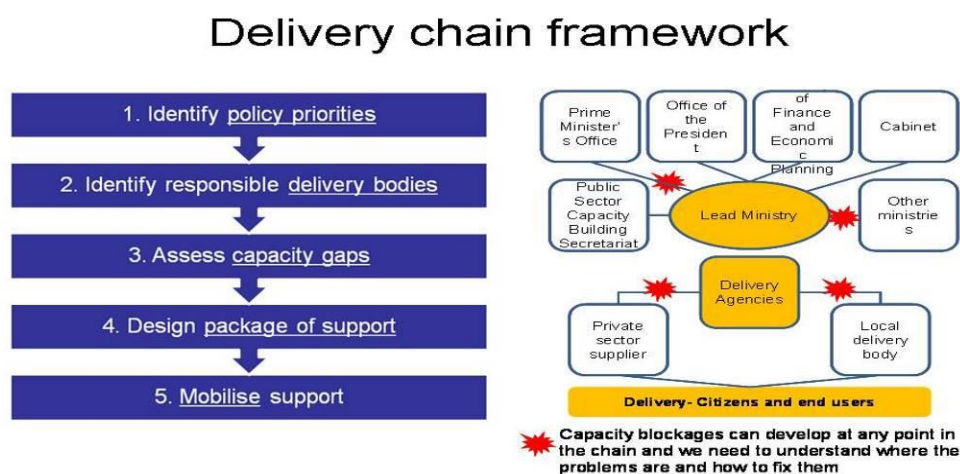 Delivery chain framework
1. Identify policy priorities
2. Identify responsible delivery bodies
3. Assess capacity gaps
4. Design package of support
5. Mobilise support
Prime
Minister'
s Office
Office of
the
Presiden
t
of
Finance
and
Economi
c
Planning
Cabinet
Public
Sector
Capacity
Building
Secretariat
Lead Ministry
Other
ministrie
s
Delivery
Agencies
Private
sector
supplier
Local
delivery
body
Delivery- Citizens and end users
Capacity blockages can develop at any point in
the chain and we need to understand where the
problems are and how to fix them